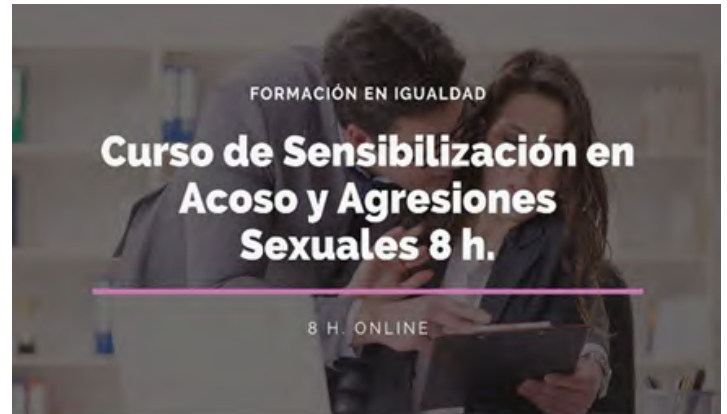 FORMACIÓN EN IGUALDAD
Curso de Sensibilización en
Acoso y Agresiones
Sexuales 8 h.
8 H. ONLINE